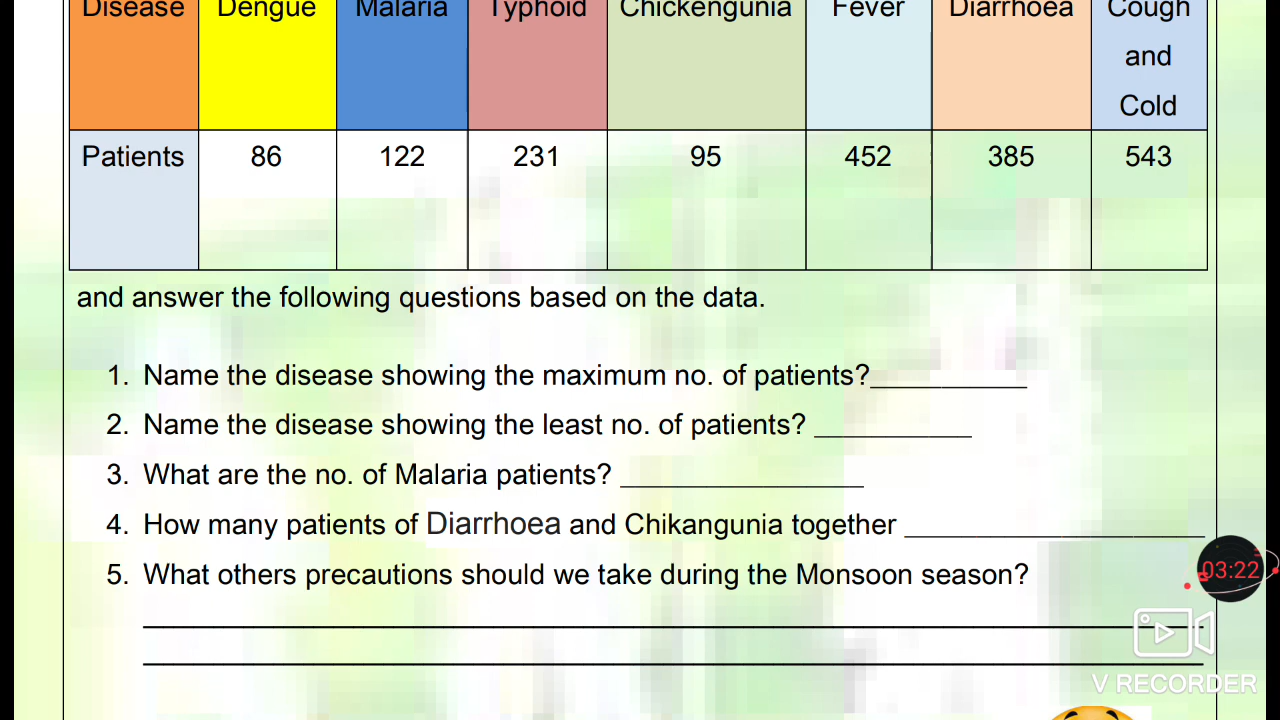 Disease Dengue Malaria Typhoid Chickengunia Fever Diarrhoea Cough and Cold
Patients 86 122 231 95 452 385 543
and answer the following questions based on the data.
1. Name the disease showing the maximum no. of patients?___________
2. Name the disease showing the least no. of patients? ___________
3. What are the no. of Malaria patients? _________________
4. How many patients of Diarrhoea and Chikangunia together _____________________
5. What others precautions should we take during the Monsoon season?
03:22
V RECORDER